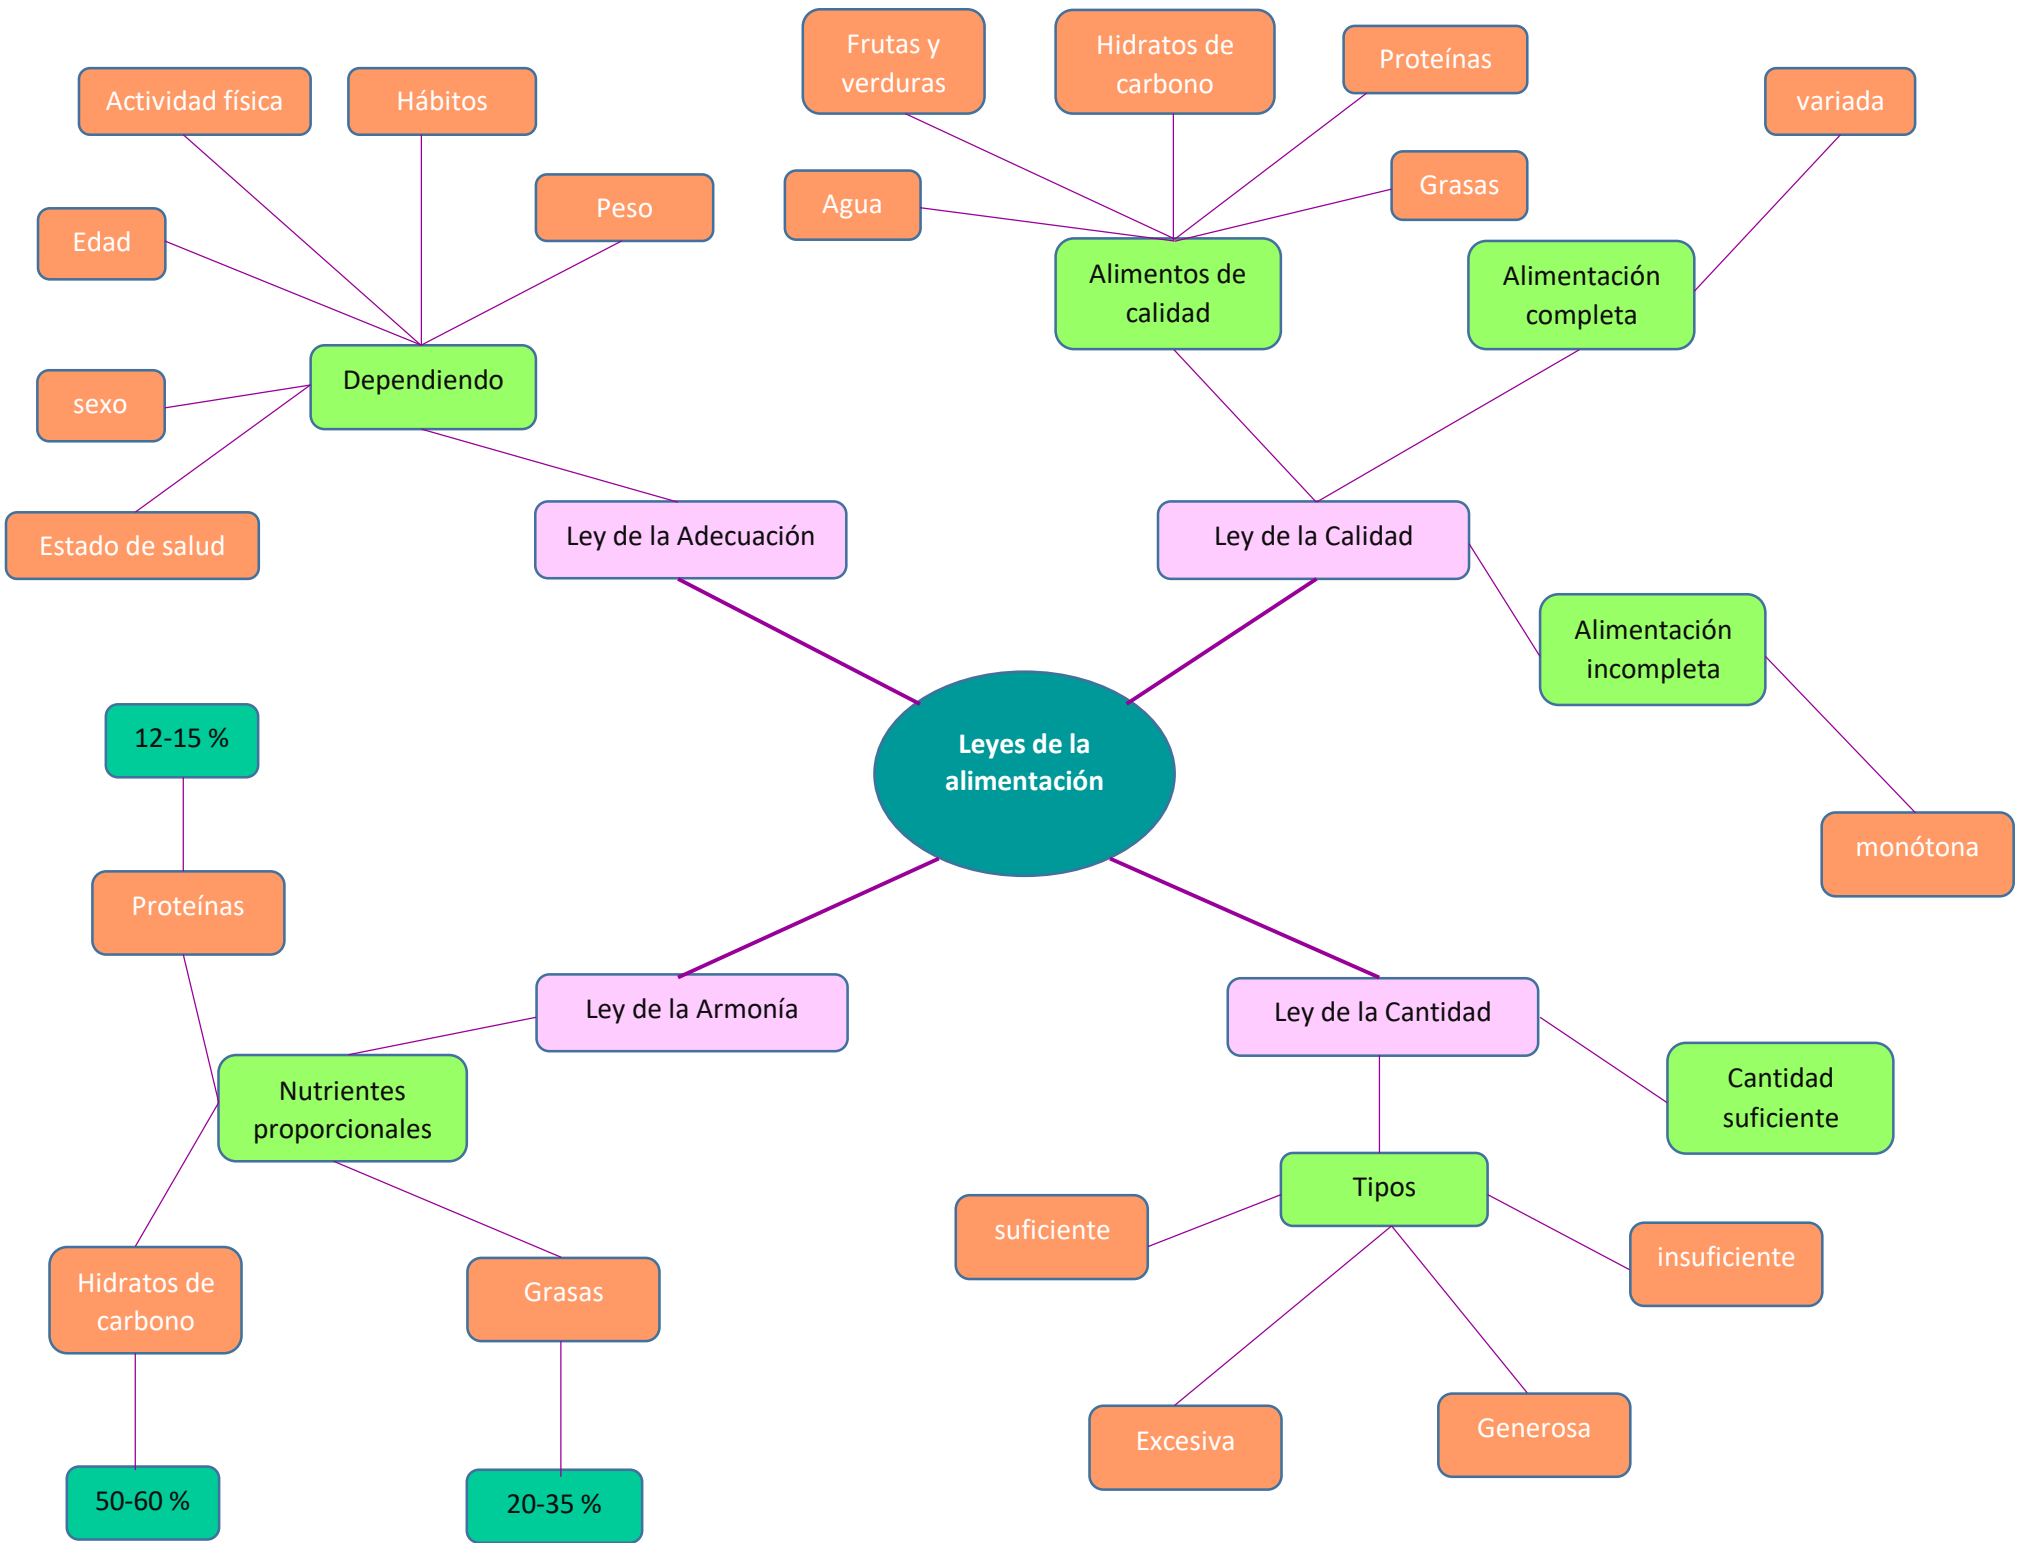 Frutas y
verduras
Hidratos de
carbono
Proteínas
Actividad física
Hábitos
variada
Agua
Grasas
Peso
Edad
Alimentos de
calidad
Alimentación
completa
Dependiendo
sexo
Estado de salud
Ley de la Adecuación
Ley de la Calidad
Alimentación
incompleta
12-15 %
Leyes de la
alimentación
monótona
Proteínas
Ley de la Armonía
Ley de la Cantidad
Nutrientes
proporcionales
Cantidad
suficiente
Tipos
suficiente
insuficiente
Hidratos de
carbono
Grasas
Excesiva
Generosa
50-60 %
20-35 %